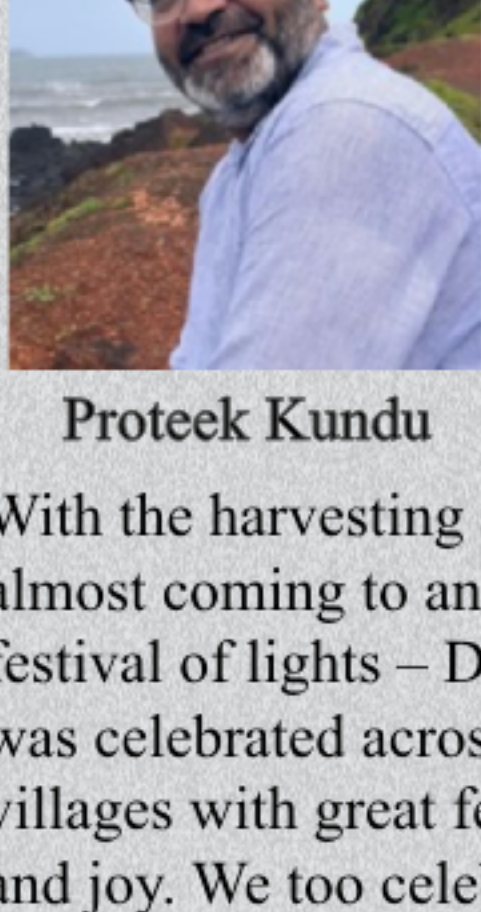 Proteek Kundu
With the harvesting
almost coming to an
festival of lights – D
was celebrated acros
villages with great fe
and joy. We too cele